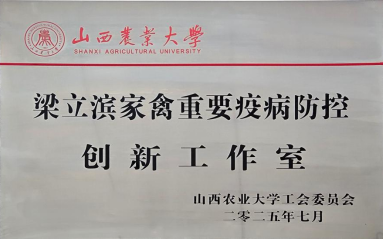 山西農業大學
SHANXI AGRICULTURAL UNIVERSITY
梁立滨家禽重要疫病防控
创新工作室
山西农业大学工会委员会
二零二五年七月